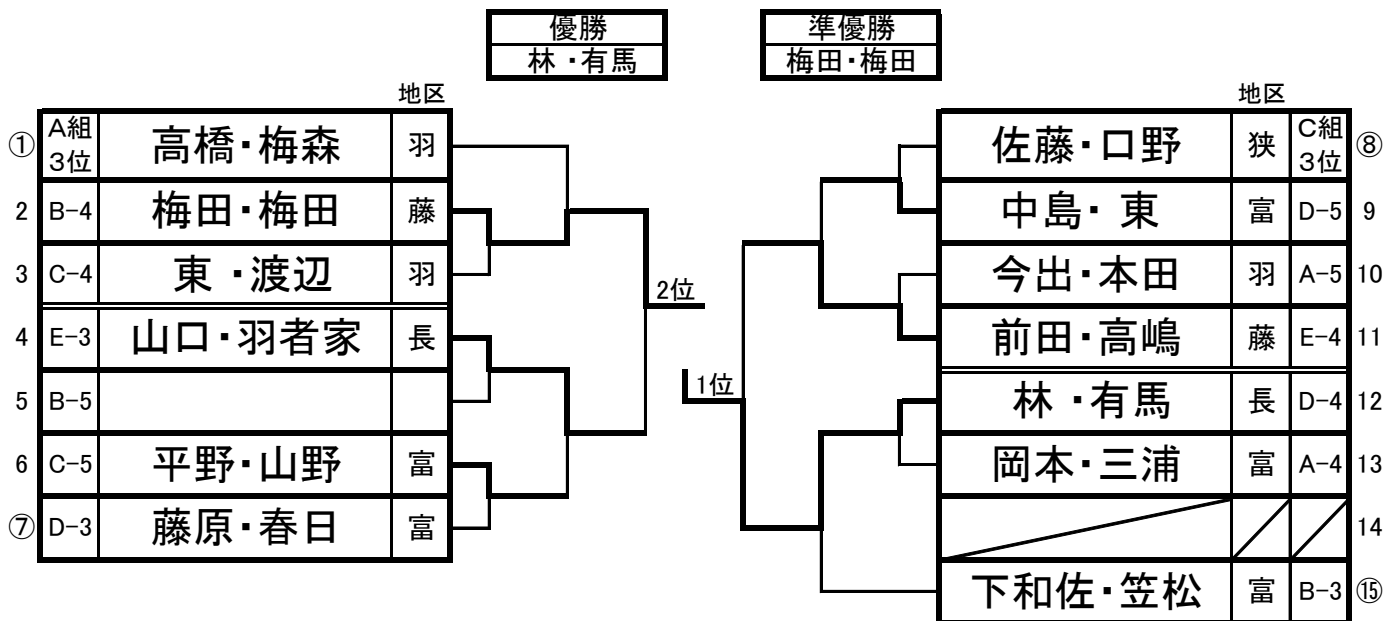 優勝
林・有馬
準優勝
梅田・梅田
地区
① A組3位 高橋・梅森 羽
2 B-4 梅田・梅田 藤
3 C-4 東・渡辺 羽
4 E-3 山口・羽者家 長
5 B-5
6 C-5 平野・山野 富
⑦ D-3 藤原・春日 富
2位
1位
地区
佐藤・口野 狭 C組3位 ⑧
中島・東 富 D-5 9
今出・本田 羽 A-5 10
前田・高嶋 藤 E-4 11
林・有馬 長 D-4 12
岡本・三浦 富 A-4 13
14
下和佐・笠松 富 B-3 ⑮